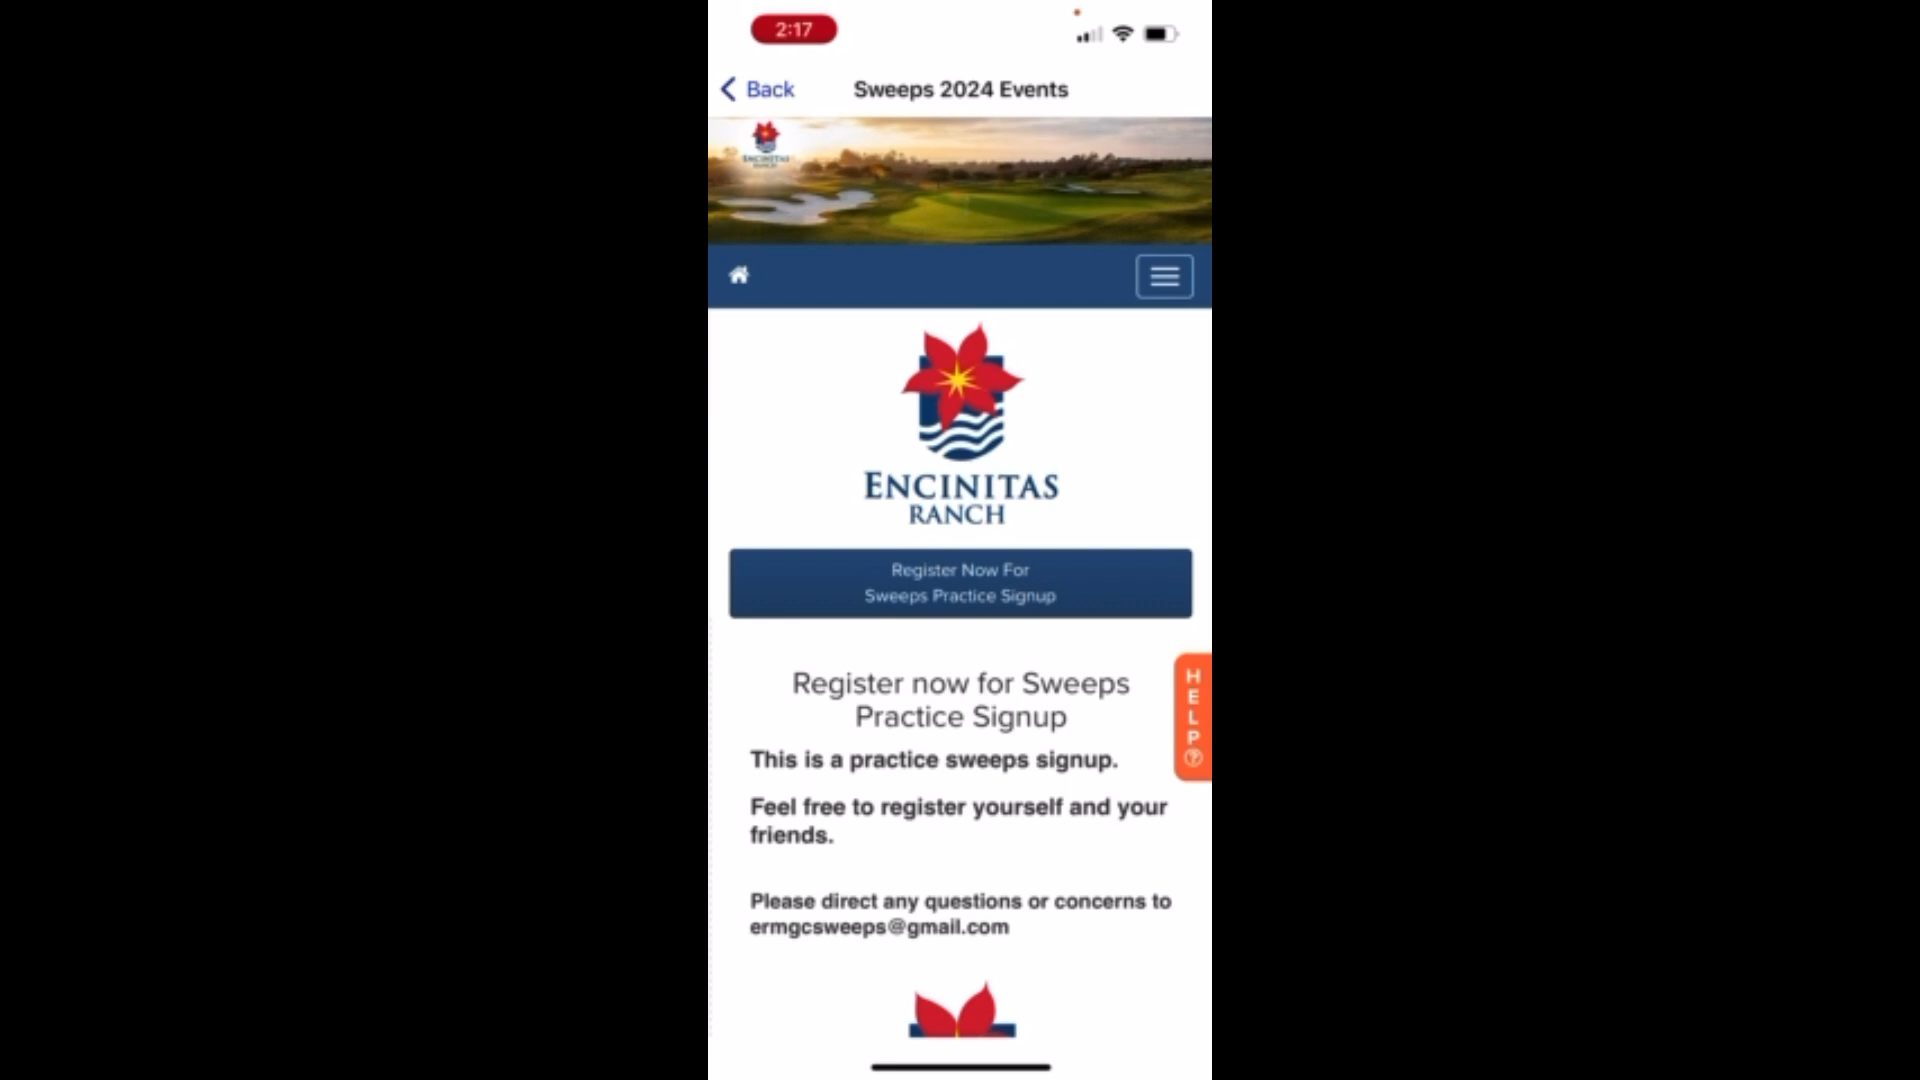 2:17
Back
Sweeps 2024 Events
ENCINITAS
ENCINITAS
RANCH
Register Now For
Sweeps Practice Signup
Register now for Sweeps
Practice Signup
HELP?
This is a practice sweeps signup.
Feel free to register yourself and your
friends.
Please direct any questions or concerns to
ermgcsweeps@gmail.com